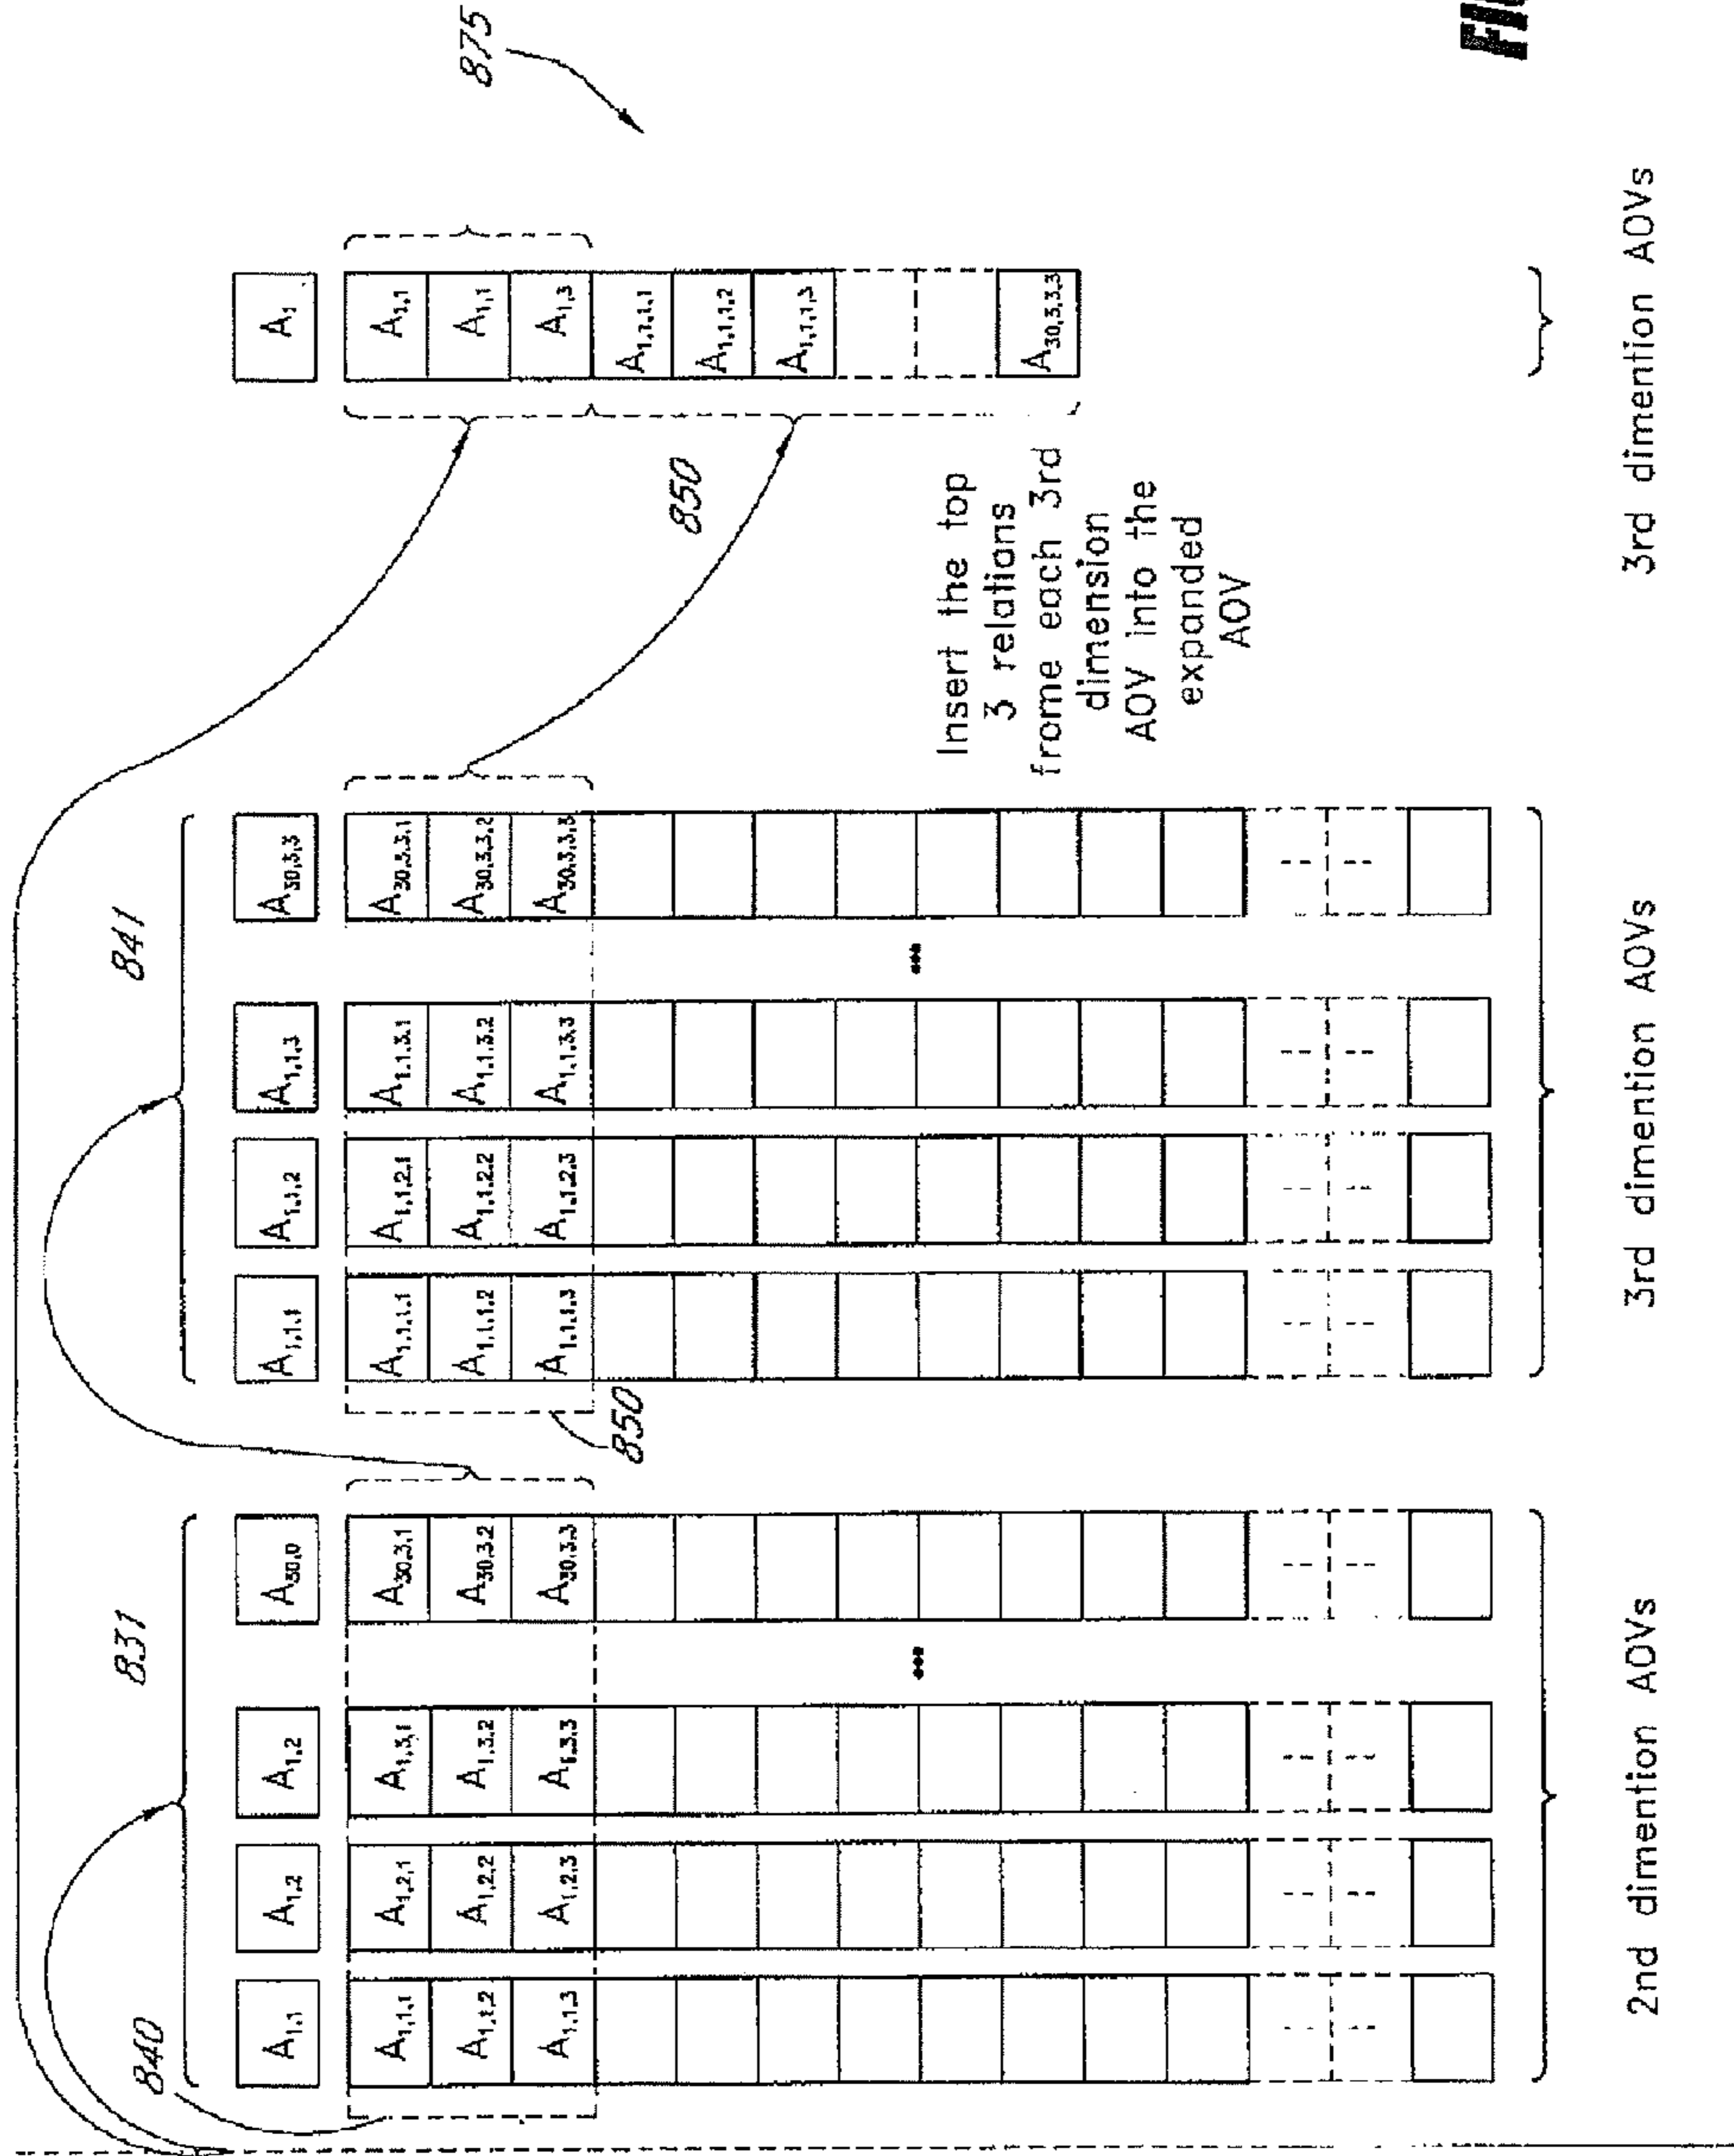 840 831 841
A1,1 A1,2 A1,2 A30,0 A1,1,1 A1,1,2 A1,1,3 A30,3,3 A1
875
A1,1,1 A1,2,1 A1,3,1 A30,3,1 A1,1,1,1 A1,1,2,1 A1,1,3,1 A30,3,3,1 A1,1
A1,1,2 A1,2,2 A1,3,2 A30,3,2 A1,1,1,2 A1,1,2,2 A1,1,3,2 A30,3,3,2 A1,1
A1,1,3 A1,2,3 A1,3,3 A30,3,3 A1,1,1,3 A1,1,2,3 A1,1,3,3 A30,3,3,3 A1,3
850
A1,1,1,1
850
A1,1,1,2
A1,1,1,3
A30,3,3,3
Insert the top
3 relations
frome each 3rd
dimension
AOV into the
expanded
AOV
2nd dimention AOVs 3rd dimention AOVs 3rd dimention AOVs